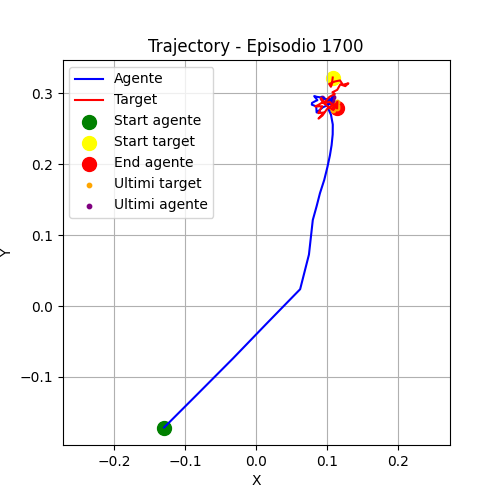 Trajectory - Episodio 1700
Agente
Target
Start agente
Start target
End agente
Ultimi target
Ultimi agente
0.3
0.2
0.1
0.0
−0.1
Y
−0.2
−0.1
0.0
0.1
0.2
X